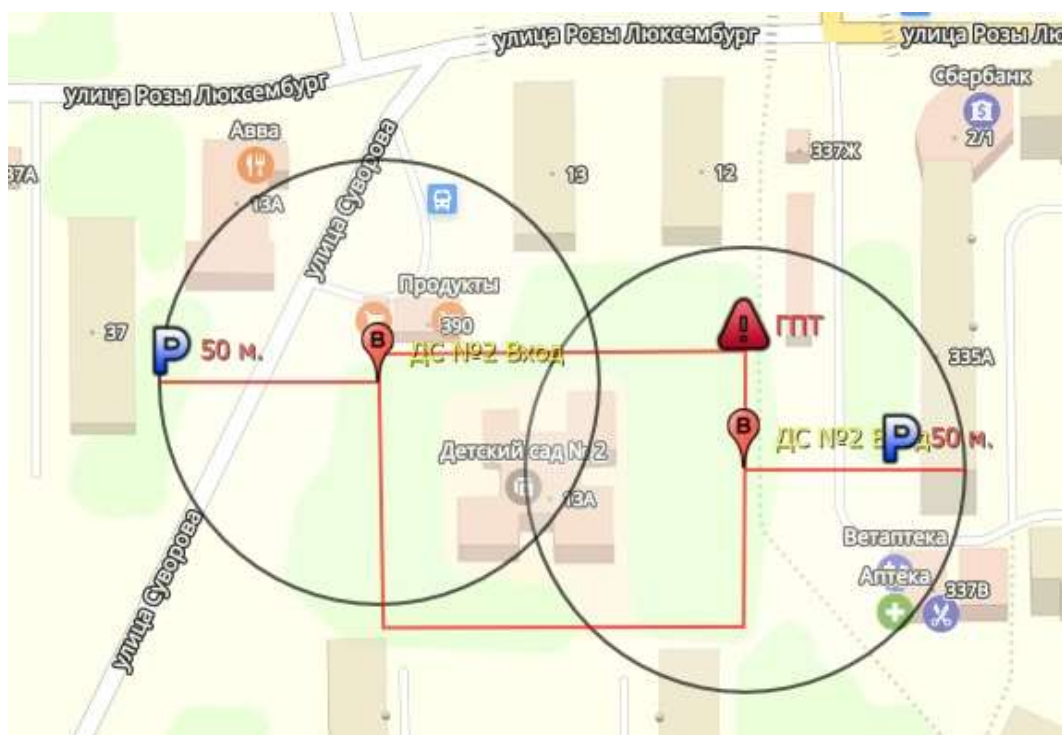 улица Розы Люксембург
улица Розы Лю
улица Розы Люксембург
Сбербанк
2/1
Авва
13А
улица Суворова
37А
13
12
337Ж
Продукты
390
37
Р 50 м.
В
ДС №2 Вход
ГПТ
335А
В
ДС №2 В
Р 50 м.
Детский сад № 2
13А
Ветаптека
Аптека
337В
улица Суворова